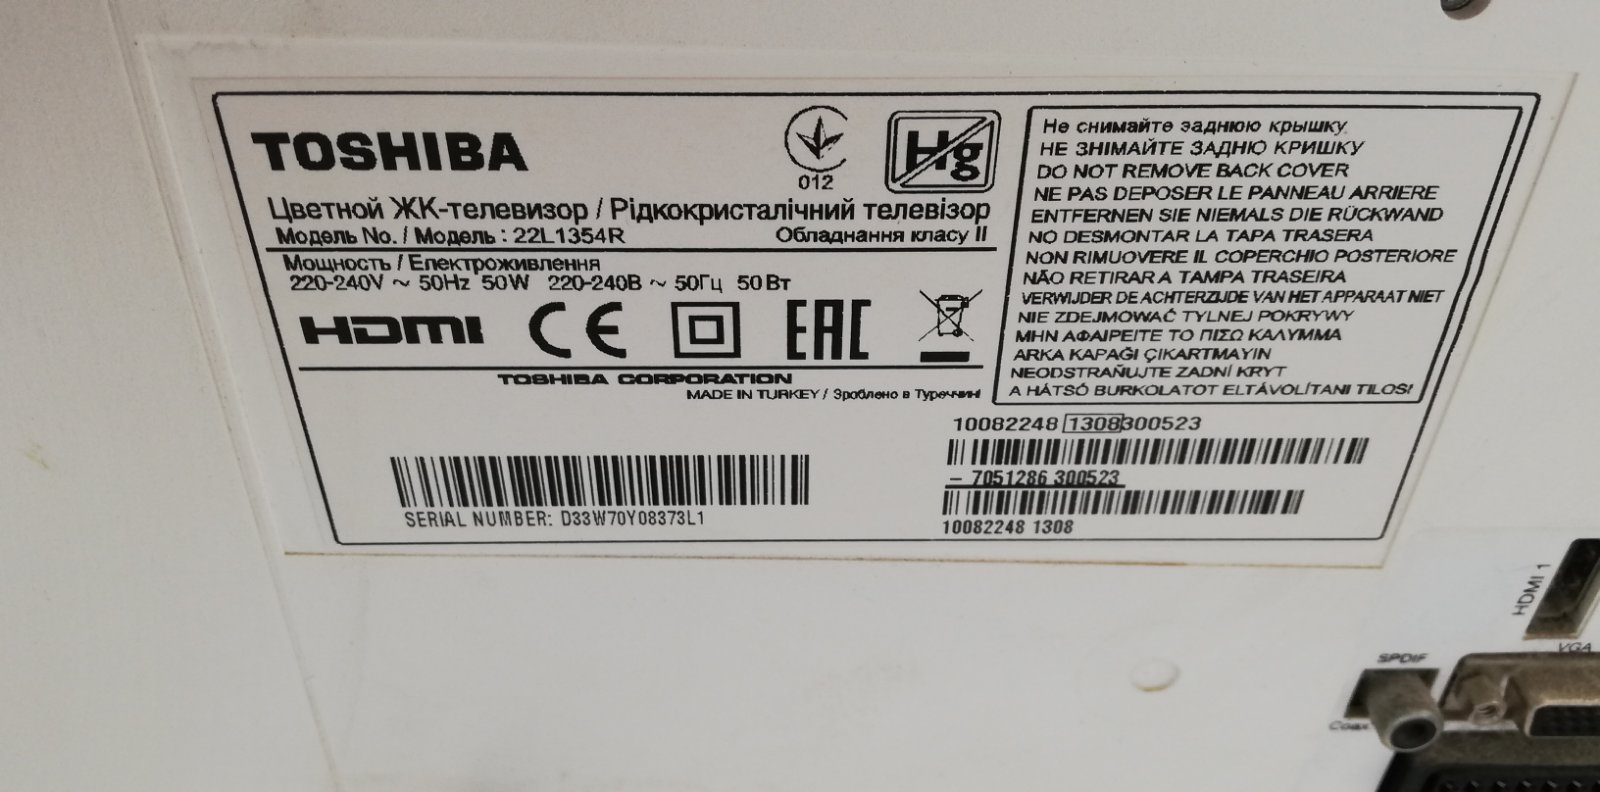 TOSHIBA
012
Hg
Цветной ЖК-телевизор / Рідкокристалічний телевізор
Модель No. / Модель : 22L1354R Обладнання класу II
Мощность / Електроживлення
220-240V ~ 50Hz 50W 220-240В ~ 50Гц 50 Вт
HDMI CE EAC
TOSHIBA CORPORATION
MADE IN TURKEY / Зроблено в Туреччині
SERIAL NUMBER: D33W70Y08373L1
Не снимайте заднюю крышку
НЕ ЗНІМАЙТЕ ЗАДНЮ КРИШКУ
DO NOT REMOVE BACK COVER
NE PAS DEPOSER LE PANNEAU ARRIERE
ENTFERNEN SIE NIEMALS DIE RÜCKWAND
NO DESMONTAR LA TAPA TRASERA
NON RIMUOVERE IL COPERCHIO POSTERIORE
NÃO RETIRAR A TAMPA TRASEIRA
VERWIJDER DE ACHTERZIJDE VAN HET APPARAAT NIET
NIE ZDEJMOWAĆ TYLNEJ POKRYWY
ΜΗΝ ΑΦΑΙΡΕΙΤΕ ΤΟ ΠΙΣΩ ΚΑΛΥΜΜΑ
ARKA KAPAĞI ÇIKARTMAYIN
NEODSTRAŇUJTE ZADNÍ KRYT
A HÁTSÓ BURKOLATOT ELTÁVOLÍTANI TILOS!
10082248 1308 300523
- 7051286 300523
10082248 1308
HDMI 1
VGA
SPDIF
Coax